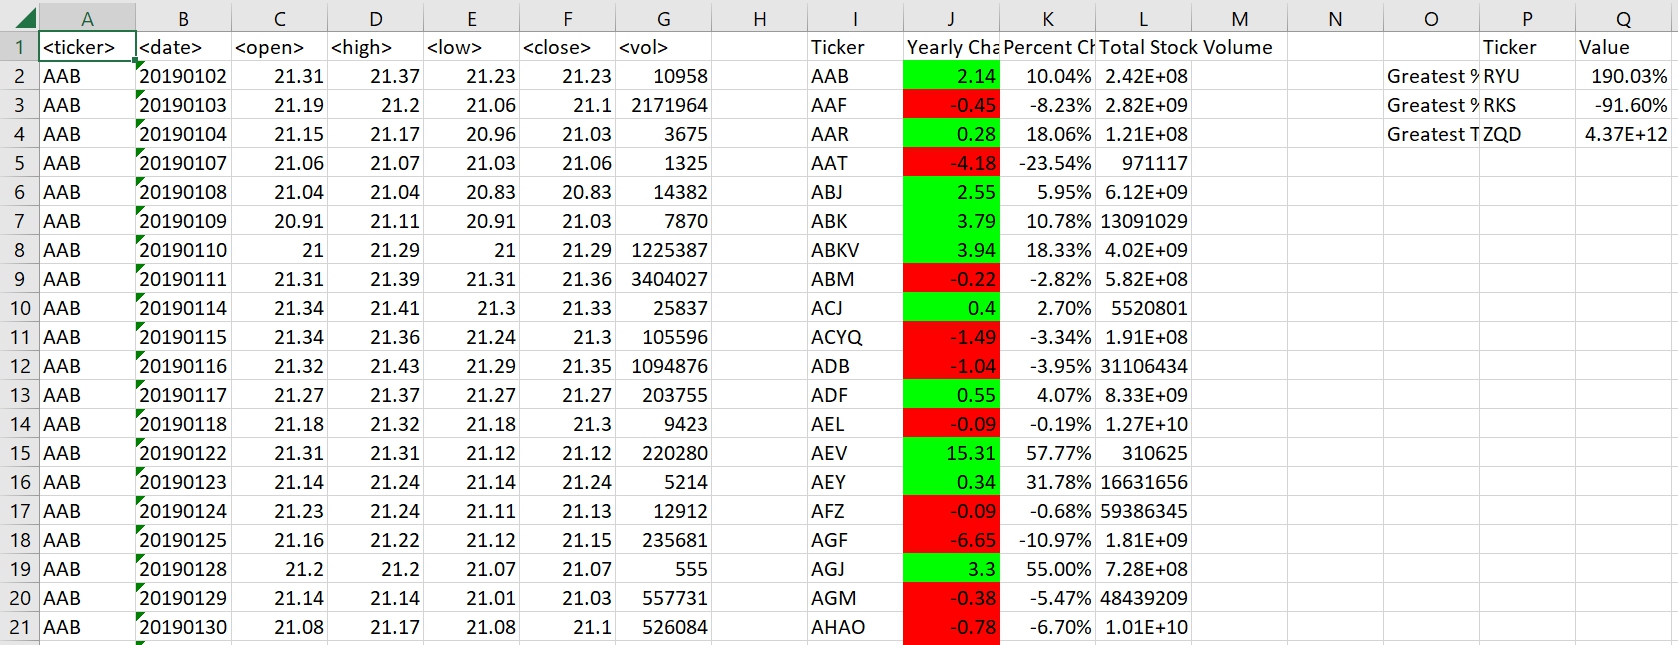 A B C D E F G H I J K L M N O P Q
1 <ticker> <date> <open> <high> <low> <close> <vol> Ticker Yearly Cha Percent Ch Total Stock Volume Ticker Value
2 AAB 20190102 21.31 21.37 21.23 21.23 10958 AAB 2.14 10.04% 2.42E+08 Greatest % RYU 190.03%
3 AAB 20190103 21.19 21.2 21.06 21.1 2171964 AAF -0.45 -8.23% 2.82E+09 Greatest % RKS -91.60%
4 AAB 20190104 21.15 21.17 20.96 21.03 3675 AAR 0.28 18.06% 1.21E+08 Greatest T ZQD 4.37E+12
5 AAB 20190107 21.06 21.07 21.03 21.06 1325 AAT -4.18 -23.54% 971117
6 AAB 20190108 21.04 21.04 20.83 20.83 14382 ABJ 2.55 5.95% 6.12E+09
7 AAB 20190109 20.91 21.11 20.91 21.03 7870 ABK 3.79 10.78% 13091029
8 AAB 20190110 21 21.29 21 21.29 1225387 ABKV 3.94 18.33% 4.02E+09
9 AAB 20190111 21.31 21.39 21.31 21.36 3404027 ABM -0.22 -2.82% 5.82E+08
10 AAB 20190114 21.34 21.41 21.3 21.33 25837 ACJ 0.4 2.70% 5520801
11 AAB 20190115 21.34 21.36 21.24 21.3 105596 ACYQ -1.49 -3.34% 1.91E+08
12 AAB 20190116 21.32 21.43 21.29 21.35 1094876 ADB -1.04 -3.95% 31106434
13 AAB 20190117 21.27 21.37 21.27 21.27 203755 ADF 0.55 4.07% 8.33E+09
14 AAB 20190118 21.18 21.32 21.18 21.3 9423 AEL -0.09 -0.19% 1.27E+10
15 AAB 20190122 21.31 21.31 21.12 21.12 220280 AEV 15.31 57.77% 310625
16 AAB 20190123 21.14 21.24 21.14 21.24 5214 AEY 0.34 31.78% 16631656
17 AAB 20190124 21.23 21.24 21.11 21.13 12912 AFZ -0.09 -0.68% 59386345
18 AAB 20190125 21.16 21.22 21.12 21.15 235681 AGF -6.65 -10.97% 1.81E+09
19 AAB 20190128 21.2 21.2 21.07 21.07 555 AGJ 3.3 55.00% 7.28E+08
20 AAB 20190129 21.14 21.14 21.01 21.03 557731 AGM -0.38 -5.47% 48439209
21 AAB 20190130 21.08 21.17 21.08 21.1 526084 AHAO -0.78 -6.70% 1.01E+10